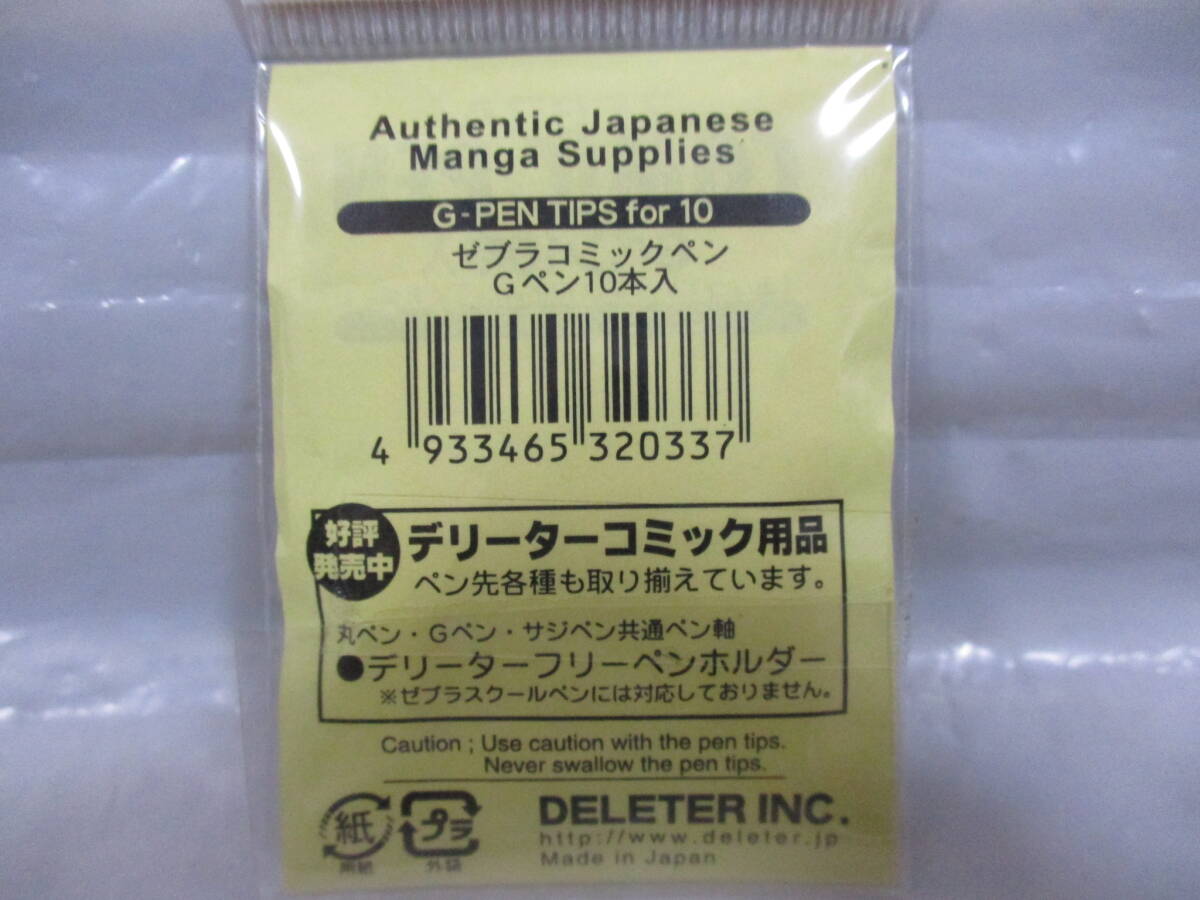 Authentic Japanese
Manga Supplies
G-PEN TIPS for 10
ゼブラコミックペン
Gペン10本入
4 933465 320337
好評
発売中
デリーターコミック用品
ペン先各種も取り揃えています。
丸ペン・Gペン・サジペン共通ペン軸
●デリーターフリーペンホルダー
※ゼブラスクールペンには対応しておりません。
Caution ; Use caution with the pen tips.
Never swallow the pen tips.
紙
プラ
外袋
DELETER INC.
http://www.deleter.jp
Made in Japan